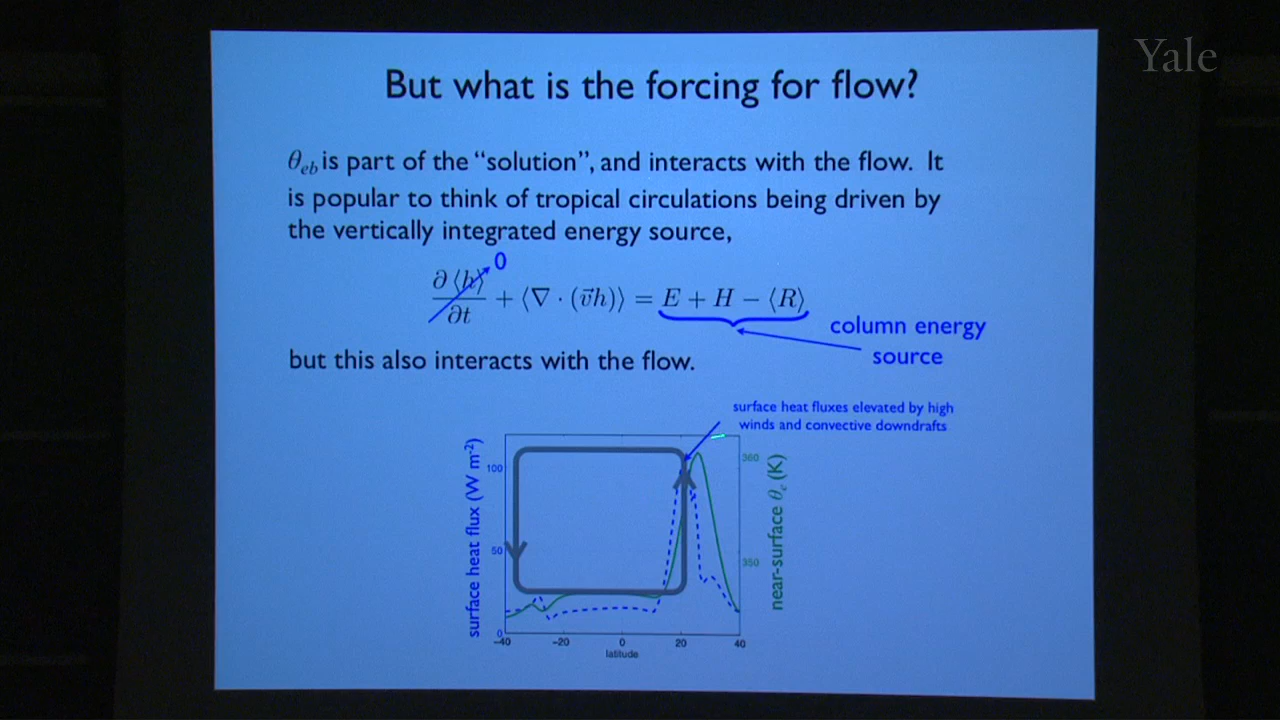 Yale
But what is the forcing for flow?
θ_eb is part of the “solution”, and interacts with the flow. It
is popular to think of tropical circulations being driven by
the vertically integrated energy source,
0
∂⟨h⟩/∂t + ⟨∇ · (v⃗h)⟩ = E + H − ⟨R⟩
column energy
source
but this also interacts with the flow.
surface heat fluxes elevated by high
winds and convective downdrafts
surface heat flux (W m⁻²)
100
50
0
360
350
near-surface θ_e (K)
−40 −20 0 20 40
latitude